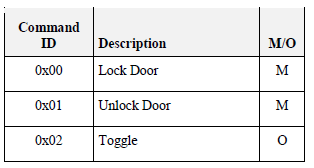 Command
ID Description M/O
0x00 Lock Door M
0x01 Unlock Door M
0x02 Toggle O